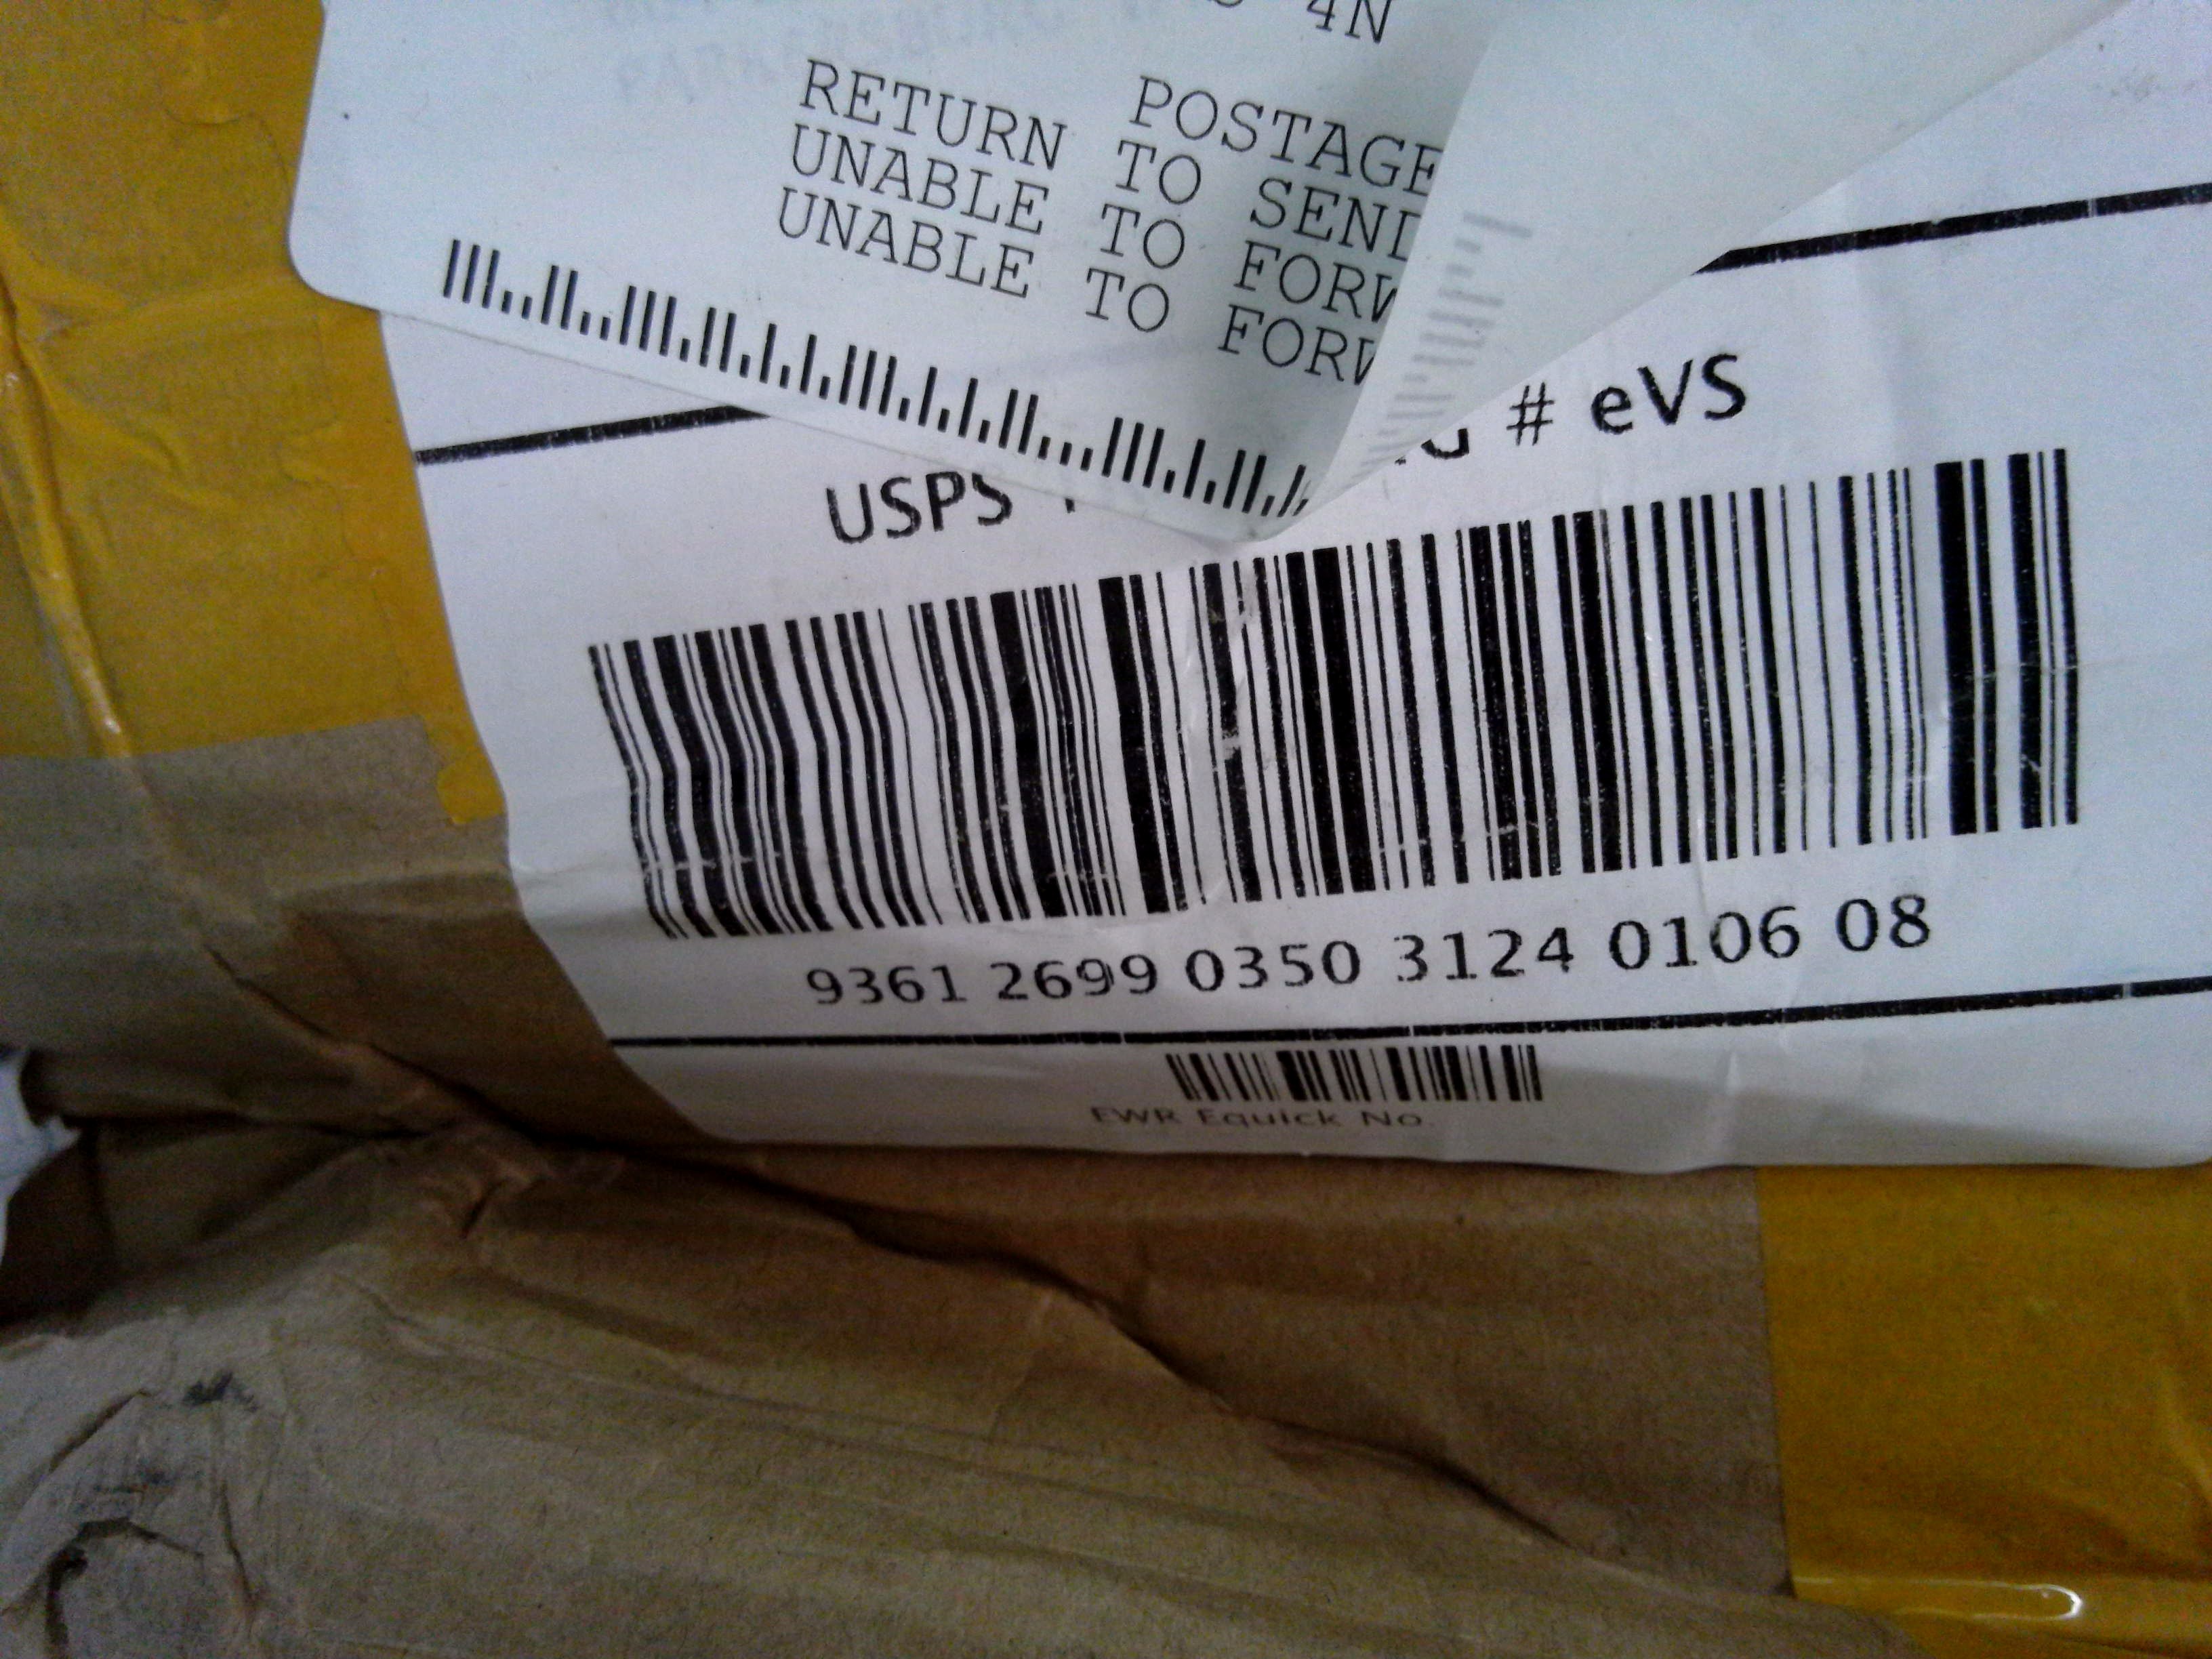 4N
POSTAGE
RETURN TO SEND
UNABLE TO FORW
UNABLE TO FORW
USPS # eVS
9361 2699 0350 3124 0106 08
FWR Equick No.